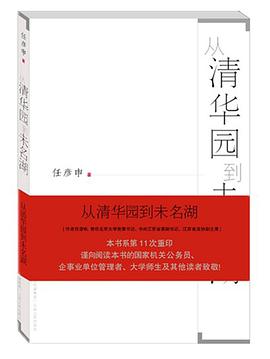 任彦申
从清华园到未名湖
从清华园到未
任彦申 著
从清华园到未名湖
本书系第11次重印
谨向阅读本书的国家机关公务员、
企事业单位管理者、大学师生及其他读者致敬!